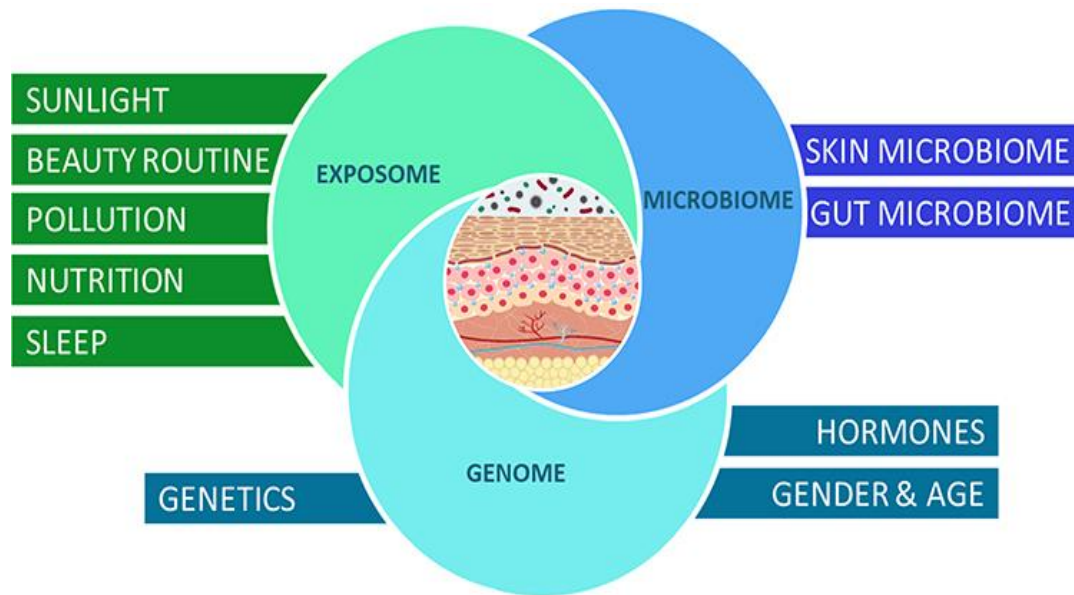 SUNLIGHT
BEAUTY ROUTINE
POLLUTION
NUTRITION
SLEEP
EXPOSOME
MICROBIOME
SKIN MICROBIOME
GUT MICROBIOME
GENOME
GENETICS
HORMONES
GENDER & AGE